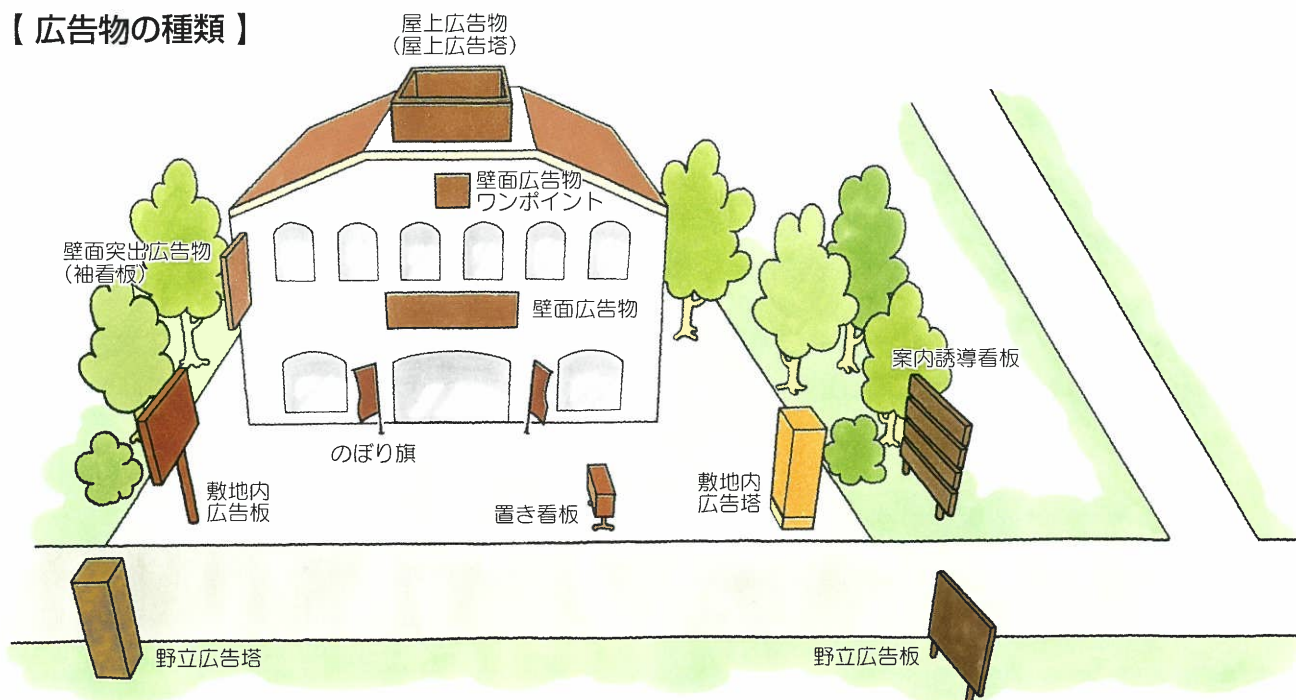 【 広告物の種類 】
屋上広告物
（屋上広告塔）
壁面広告物
ワンポイント
壁面突出広告物
（袖看板）
壁面広告物
案内誘導看板
のぼり旗
敷地内
広告板
置き看板
敷地内
広告塔
野立広告塔
野立広告板